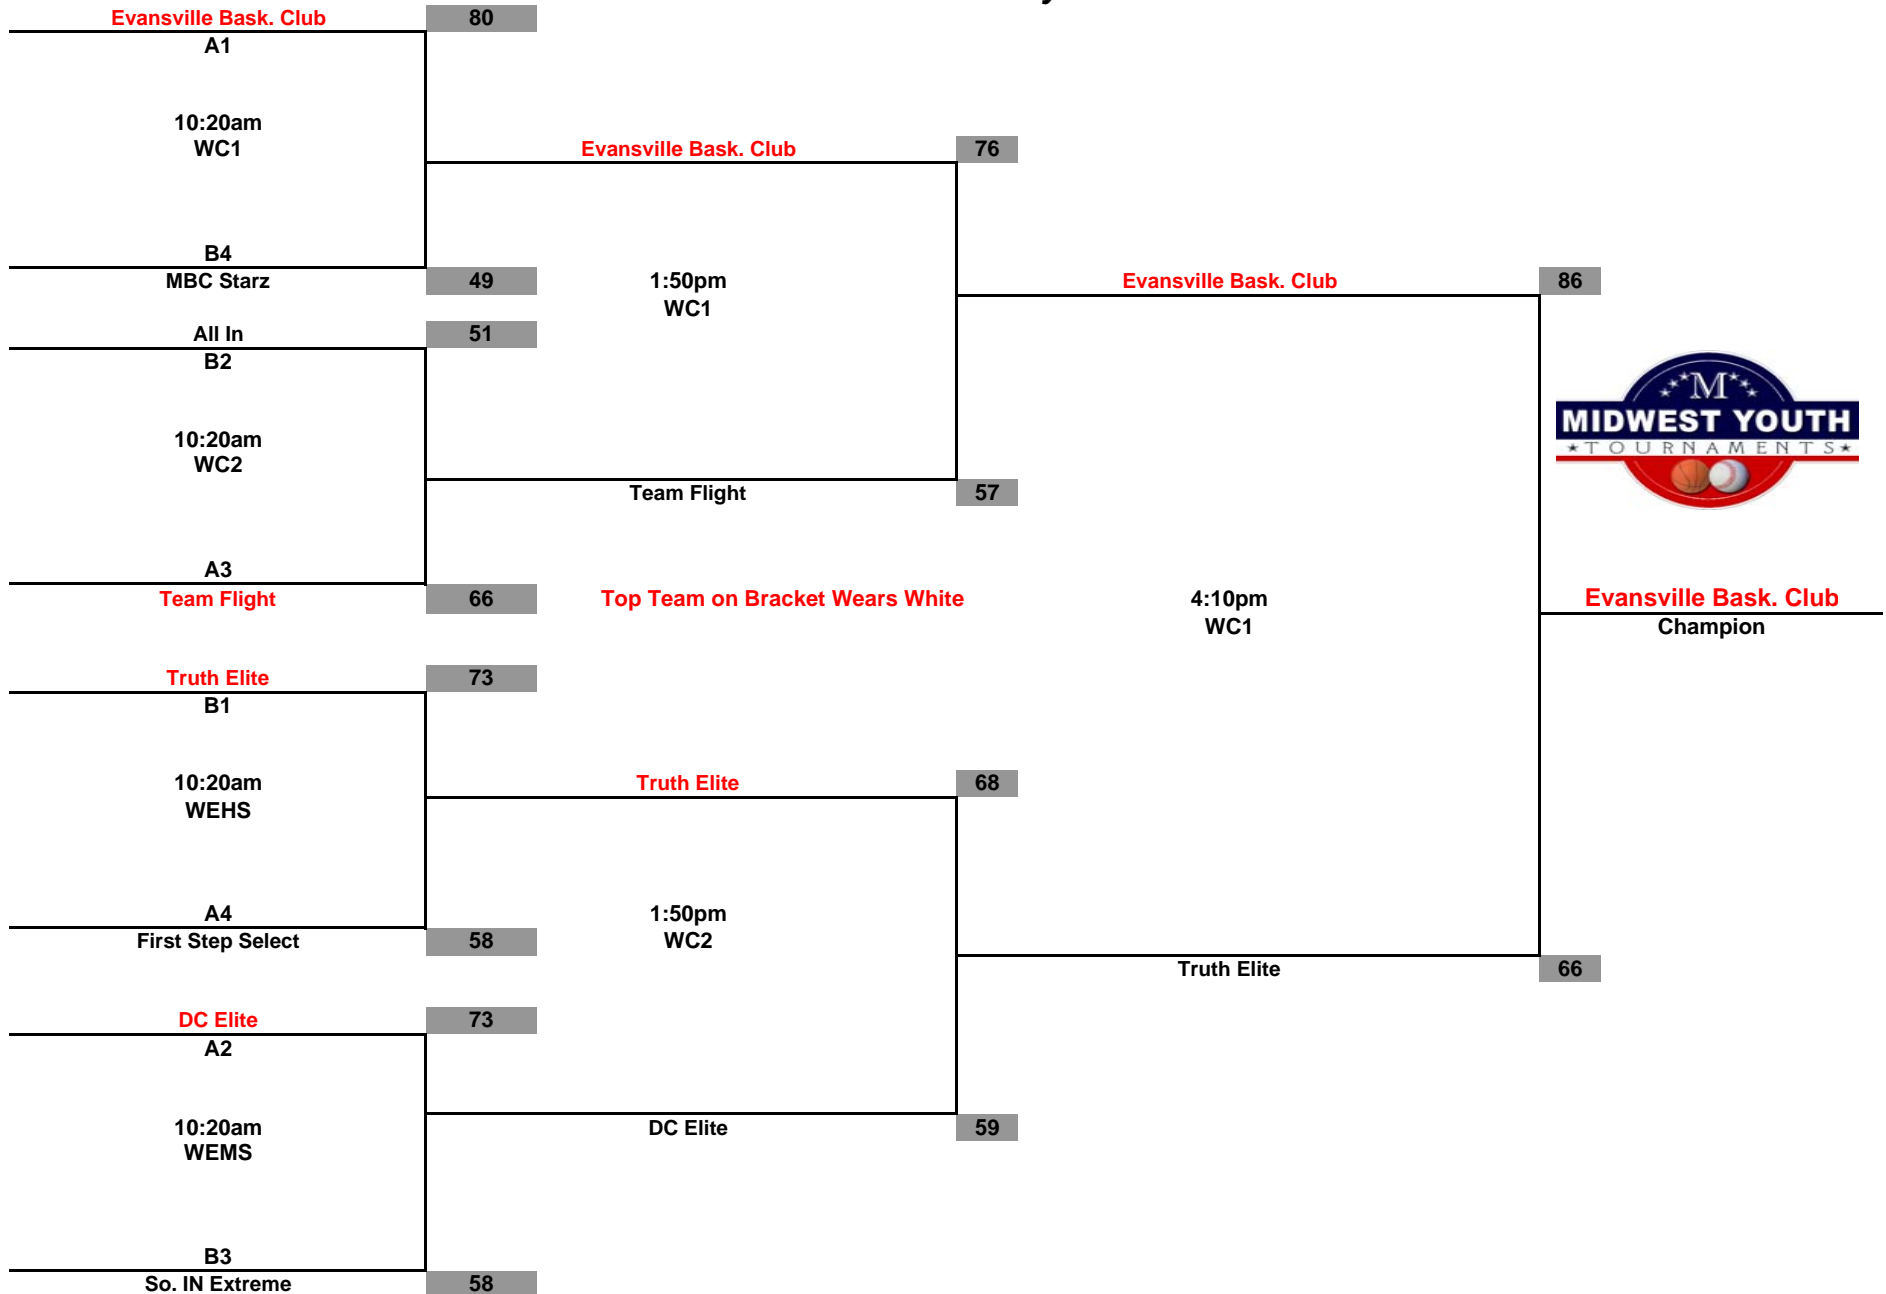 Evansville Bask. Club 80
A1
10:20am
WC1
Evansville Bask. Club 76
B4
MBC Starz 49
1:50pm
WC1
Evansville Bask. Club 86
All In 51
B2
M
MIDWEST YOUTH
TOURNAMENTS
10:20am
WC2
Team Flight 57
A3
Team Flight 66
Top Team on Bracket Wears White
4:10pm
WC1
Evansville Bask. Club
Champion
Truth Elite 73
B1
10:20am
WEHS
Truth Elite 68
A4
First Step Select 58
1:50pm
WC2
Truth Elite 66
DC Elite 73
A2
10:20am
WEMS
DC Elite 59
B3
So. IN Extreme 58